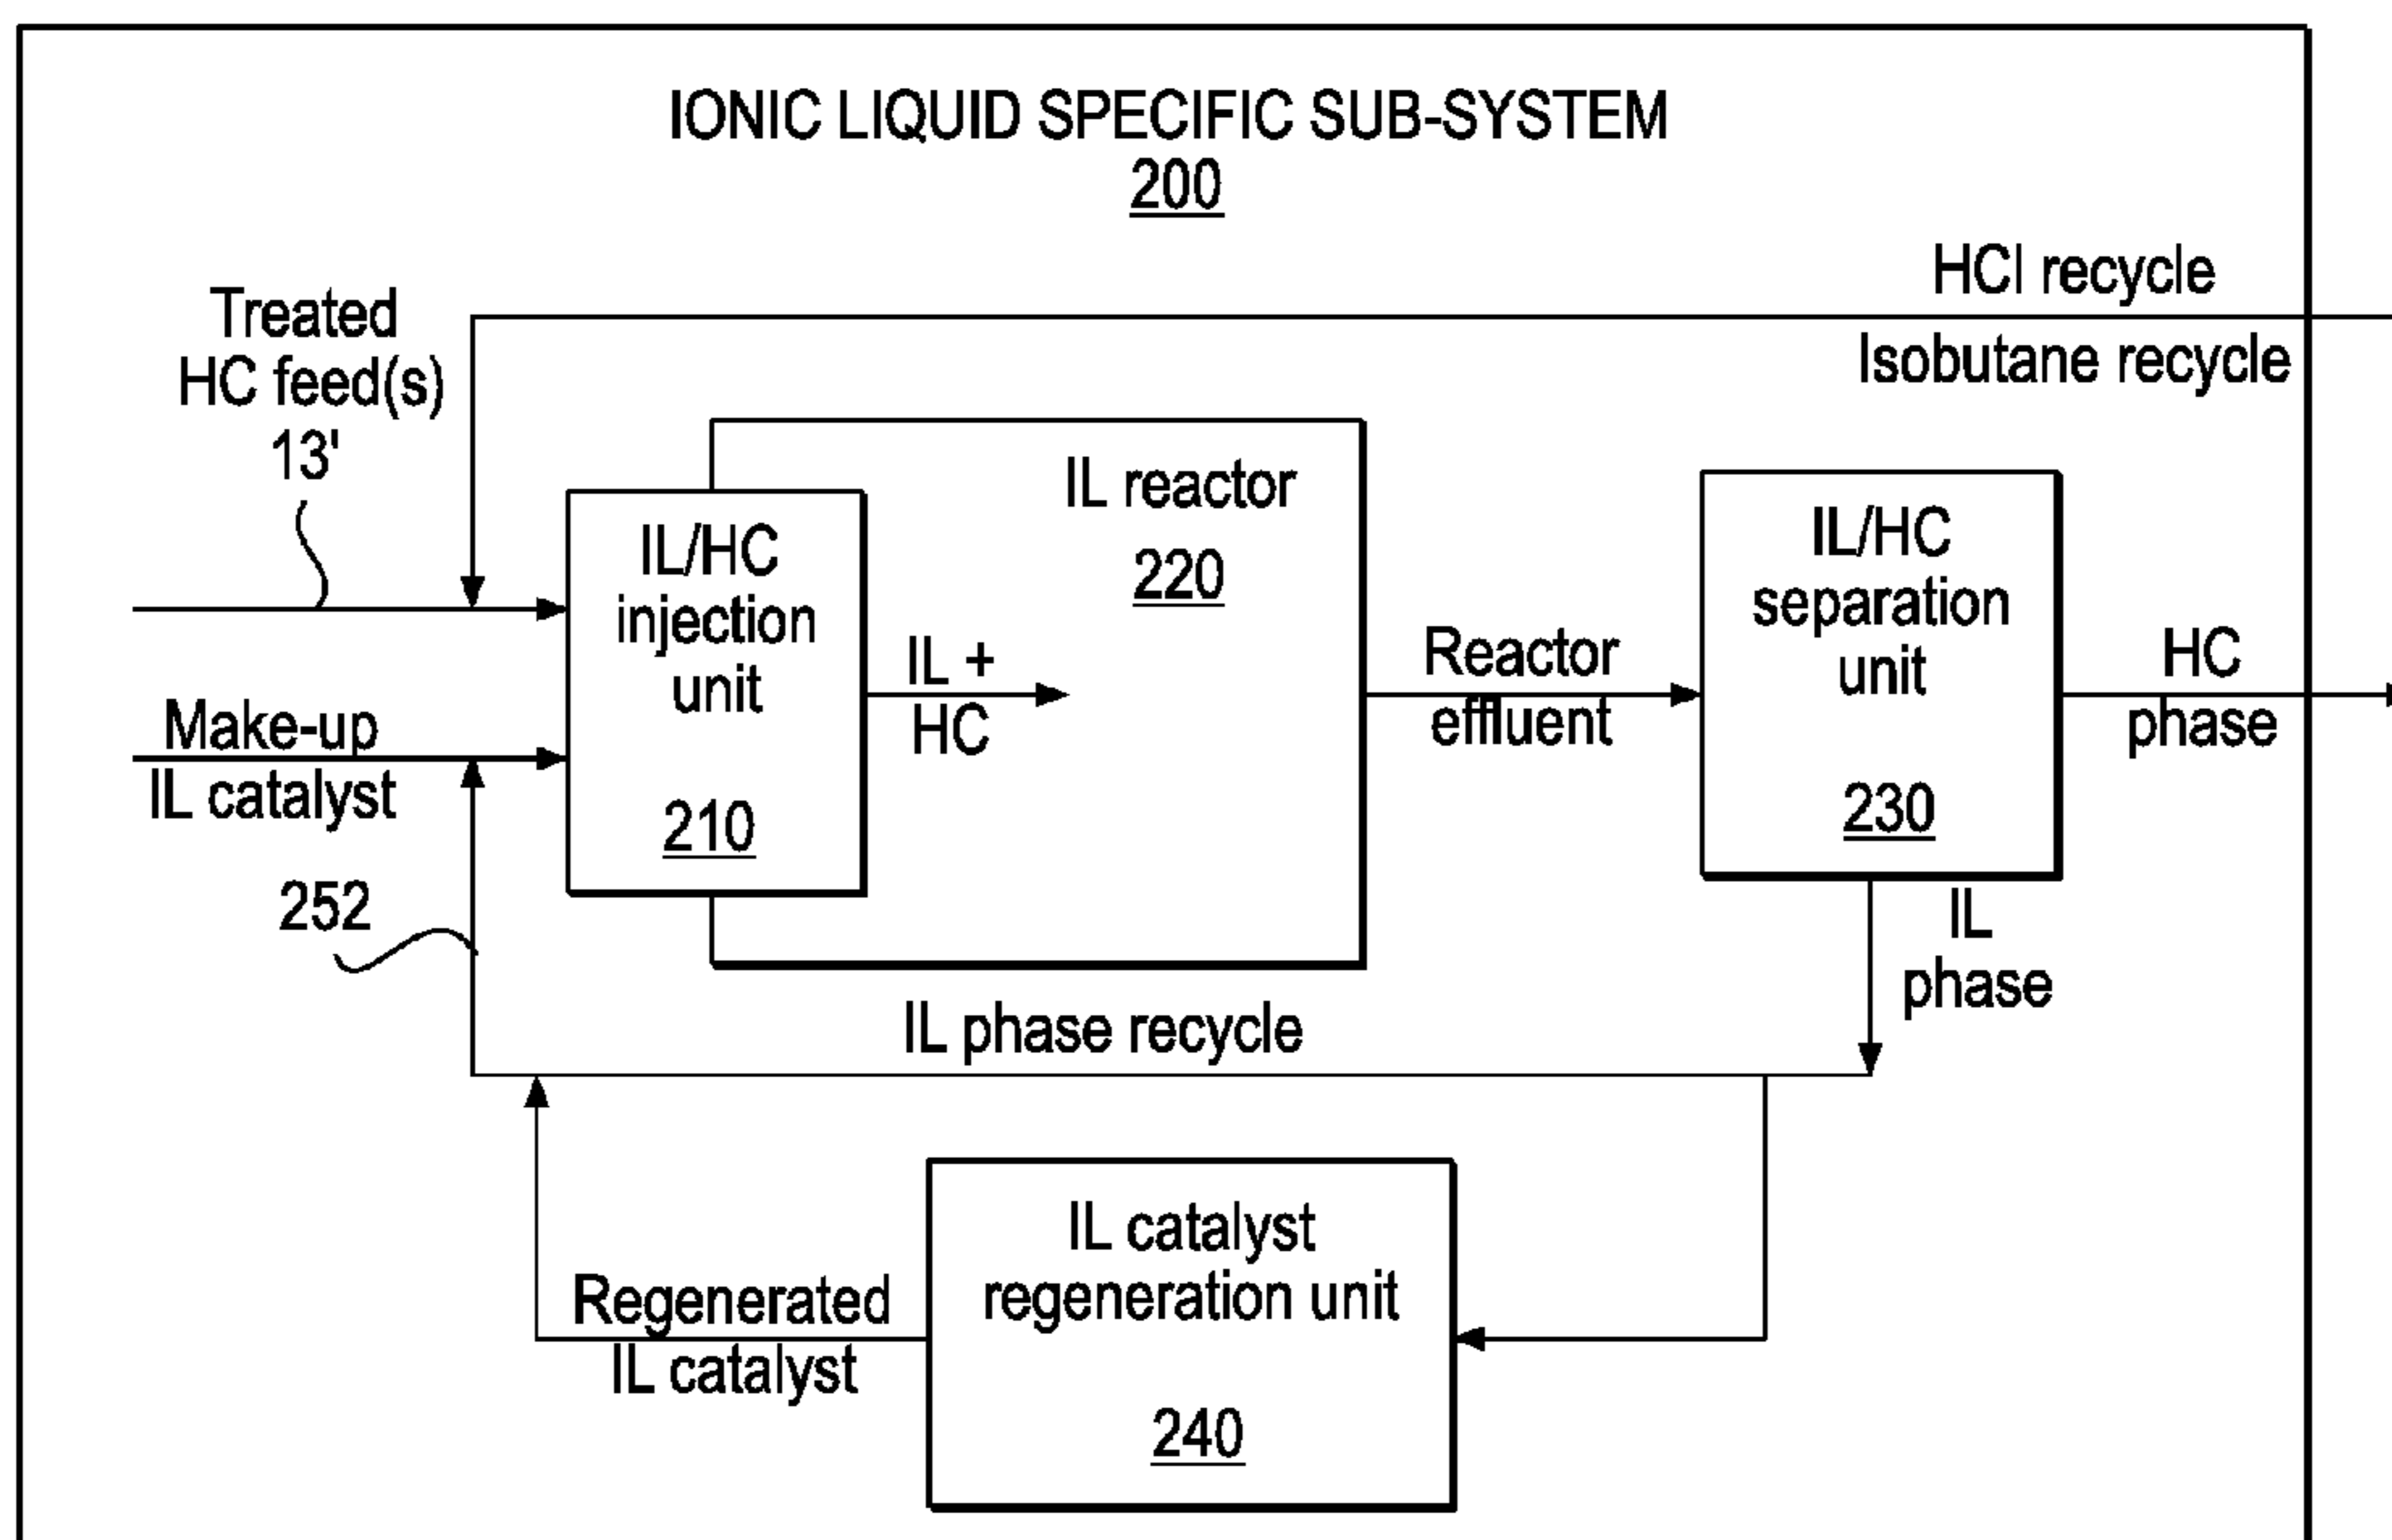 IONIC LIQUID SPECIFIC SUB-SYSTEM
200
HCl recycle
Isobutane recycle
Treated
HC feed(s)
13'
IL reactor
220
IL/HC
injection
unit
210
IL +
HC
Reactor
effluent
IL/HC
separation
unit
230
HC
phase
Make-up
IL catalyst
252
IL
phase
IL phase recycle
IL catalyst
regeneration unit
240
Regenerated
IL catalyst